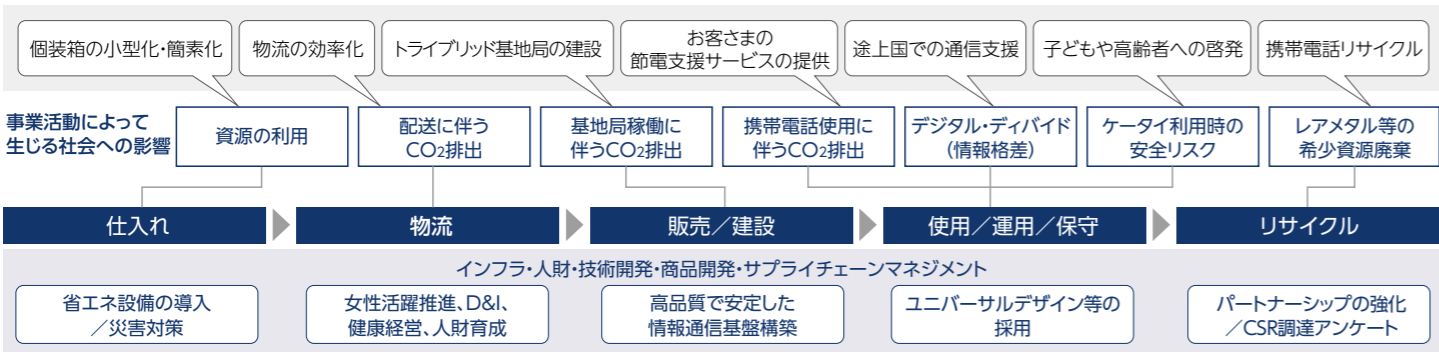 個装箱の小型化・簡素化
物流の効率化
トライブリッド基地局の建設
お客さまの
節電支援サービスの提供
途上国での通信支援
子どもや高齢者への啓発
携帯電話リサイクル
事業活動によって
生じる社会への影響
資源の利用
配送に伴う
CO2排出
基地局稼働に
伴うCO2排出
携帯電話使用に
伴うCO2排出
デジタル・ディバイド
（情報格差）
ケータイ利用時の
安全リスク
レアメタル等の
希少資源廃棄
仕入れ
物流
販売／建設
使用／運用／保守
リサイクル
インフラ・人財・技術開発・商品開発・サプライチェーンマネジメント
省エネ設備の導入
／災害対策
女性活躍推進、D&I、
健康経営、人財育成
高品質で安定した
情報通信基盤構築
ユニバーサルデザイン等の
採用
パートナーシップの強化
／CSR調達アンケート